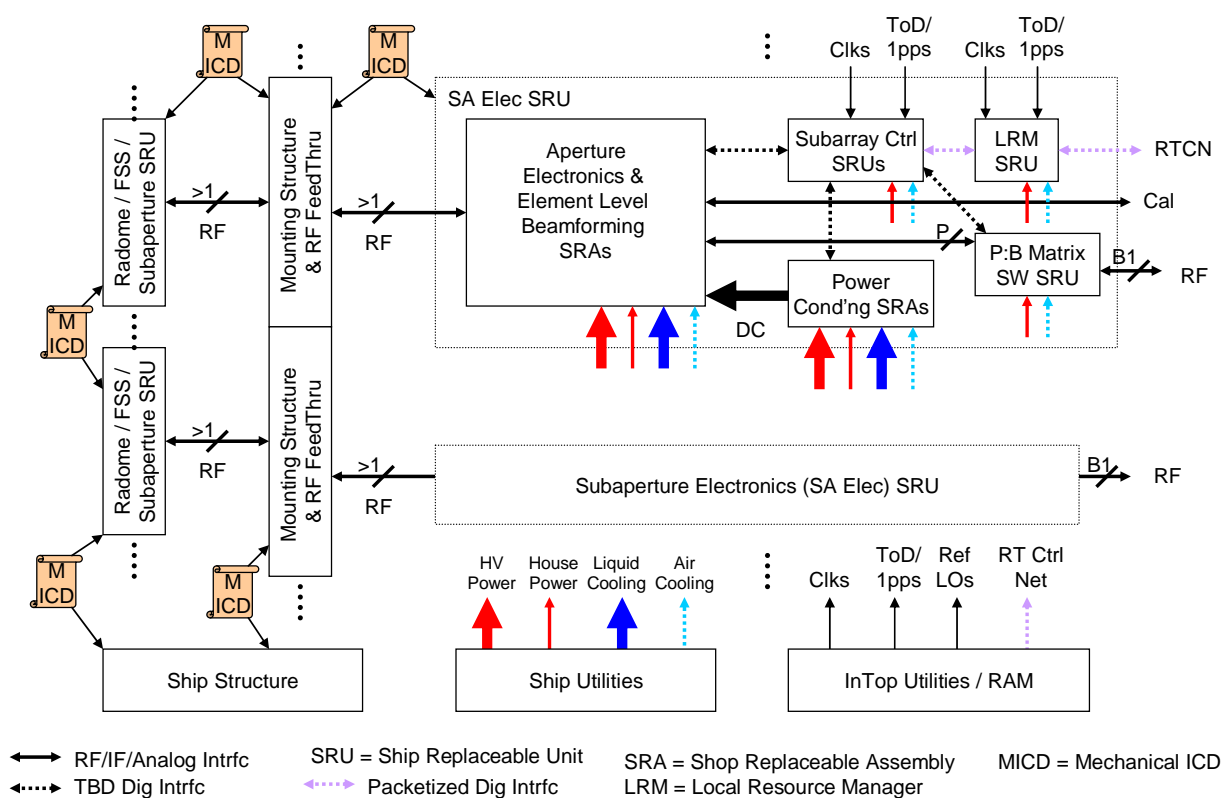 M
ICD
M
ICD
ToD/
ToD/
Clks
1pps
Clks
1pps
SA Elec SRU
Radome / FSS /
Subaperture SRU
>1
RF
Mounting Structure
& RF FeedThru
>1
RF
Aperture
Electronics &
Element Level
Beamforming
SRAs
Subarray Ctrl
SRUs
LRM
SRU
RTCN
Cal
P
P:B Matrix
SW SRU
B1
RF
Power
Cond'ng SRAs
DC
M
ICD
Radome / FSS /
Subaperture SRU
>1
RF
Mounting Structure
& RF FeedThru
>1
RF
Subaperture Electronics (SA Elec) SRU
B1
RF
M
ICD
M
ICD
HV
Power
House
Power
Liquid
Cooling
Air
Cooling
Clks
ToD/
1pps
Ref
LOs
RT Ctrl
Net
Ship Structure
Ship Utilities
InTop Utilities / RAM
RF/IF/Analog Intrfc
SRU = Ship Replaceable Unit
SRA = Shop Replaceable Assembly
MICD = Mechanical ICD
TBD Dig Intrfc
Packetized Dig Intrfc
LRM = Local Resource Manager